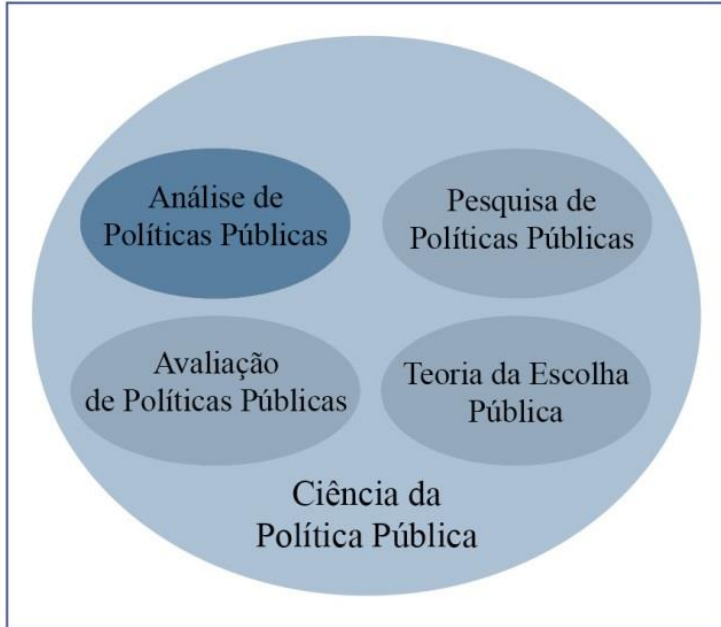 Análise de
Políticas Públicas
Pesquisa de
Políticas Públicas
Avaliação
de Políticas Públicas
Teoria da Escolha
Pública
Ciência da
Política Pública